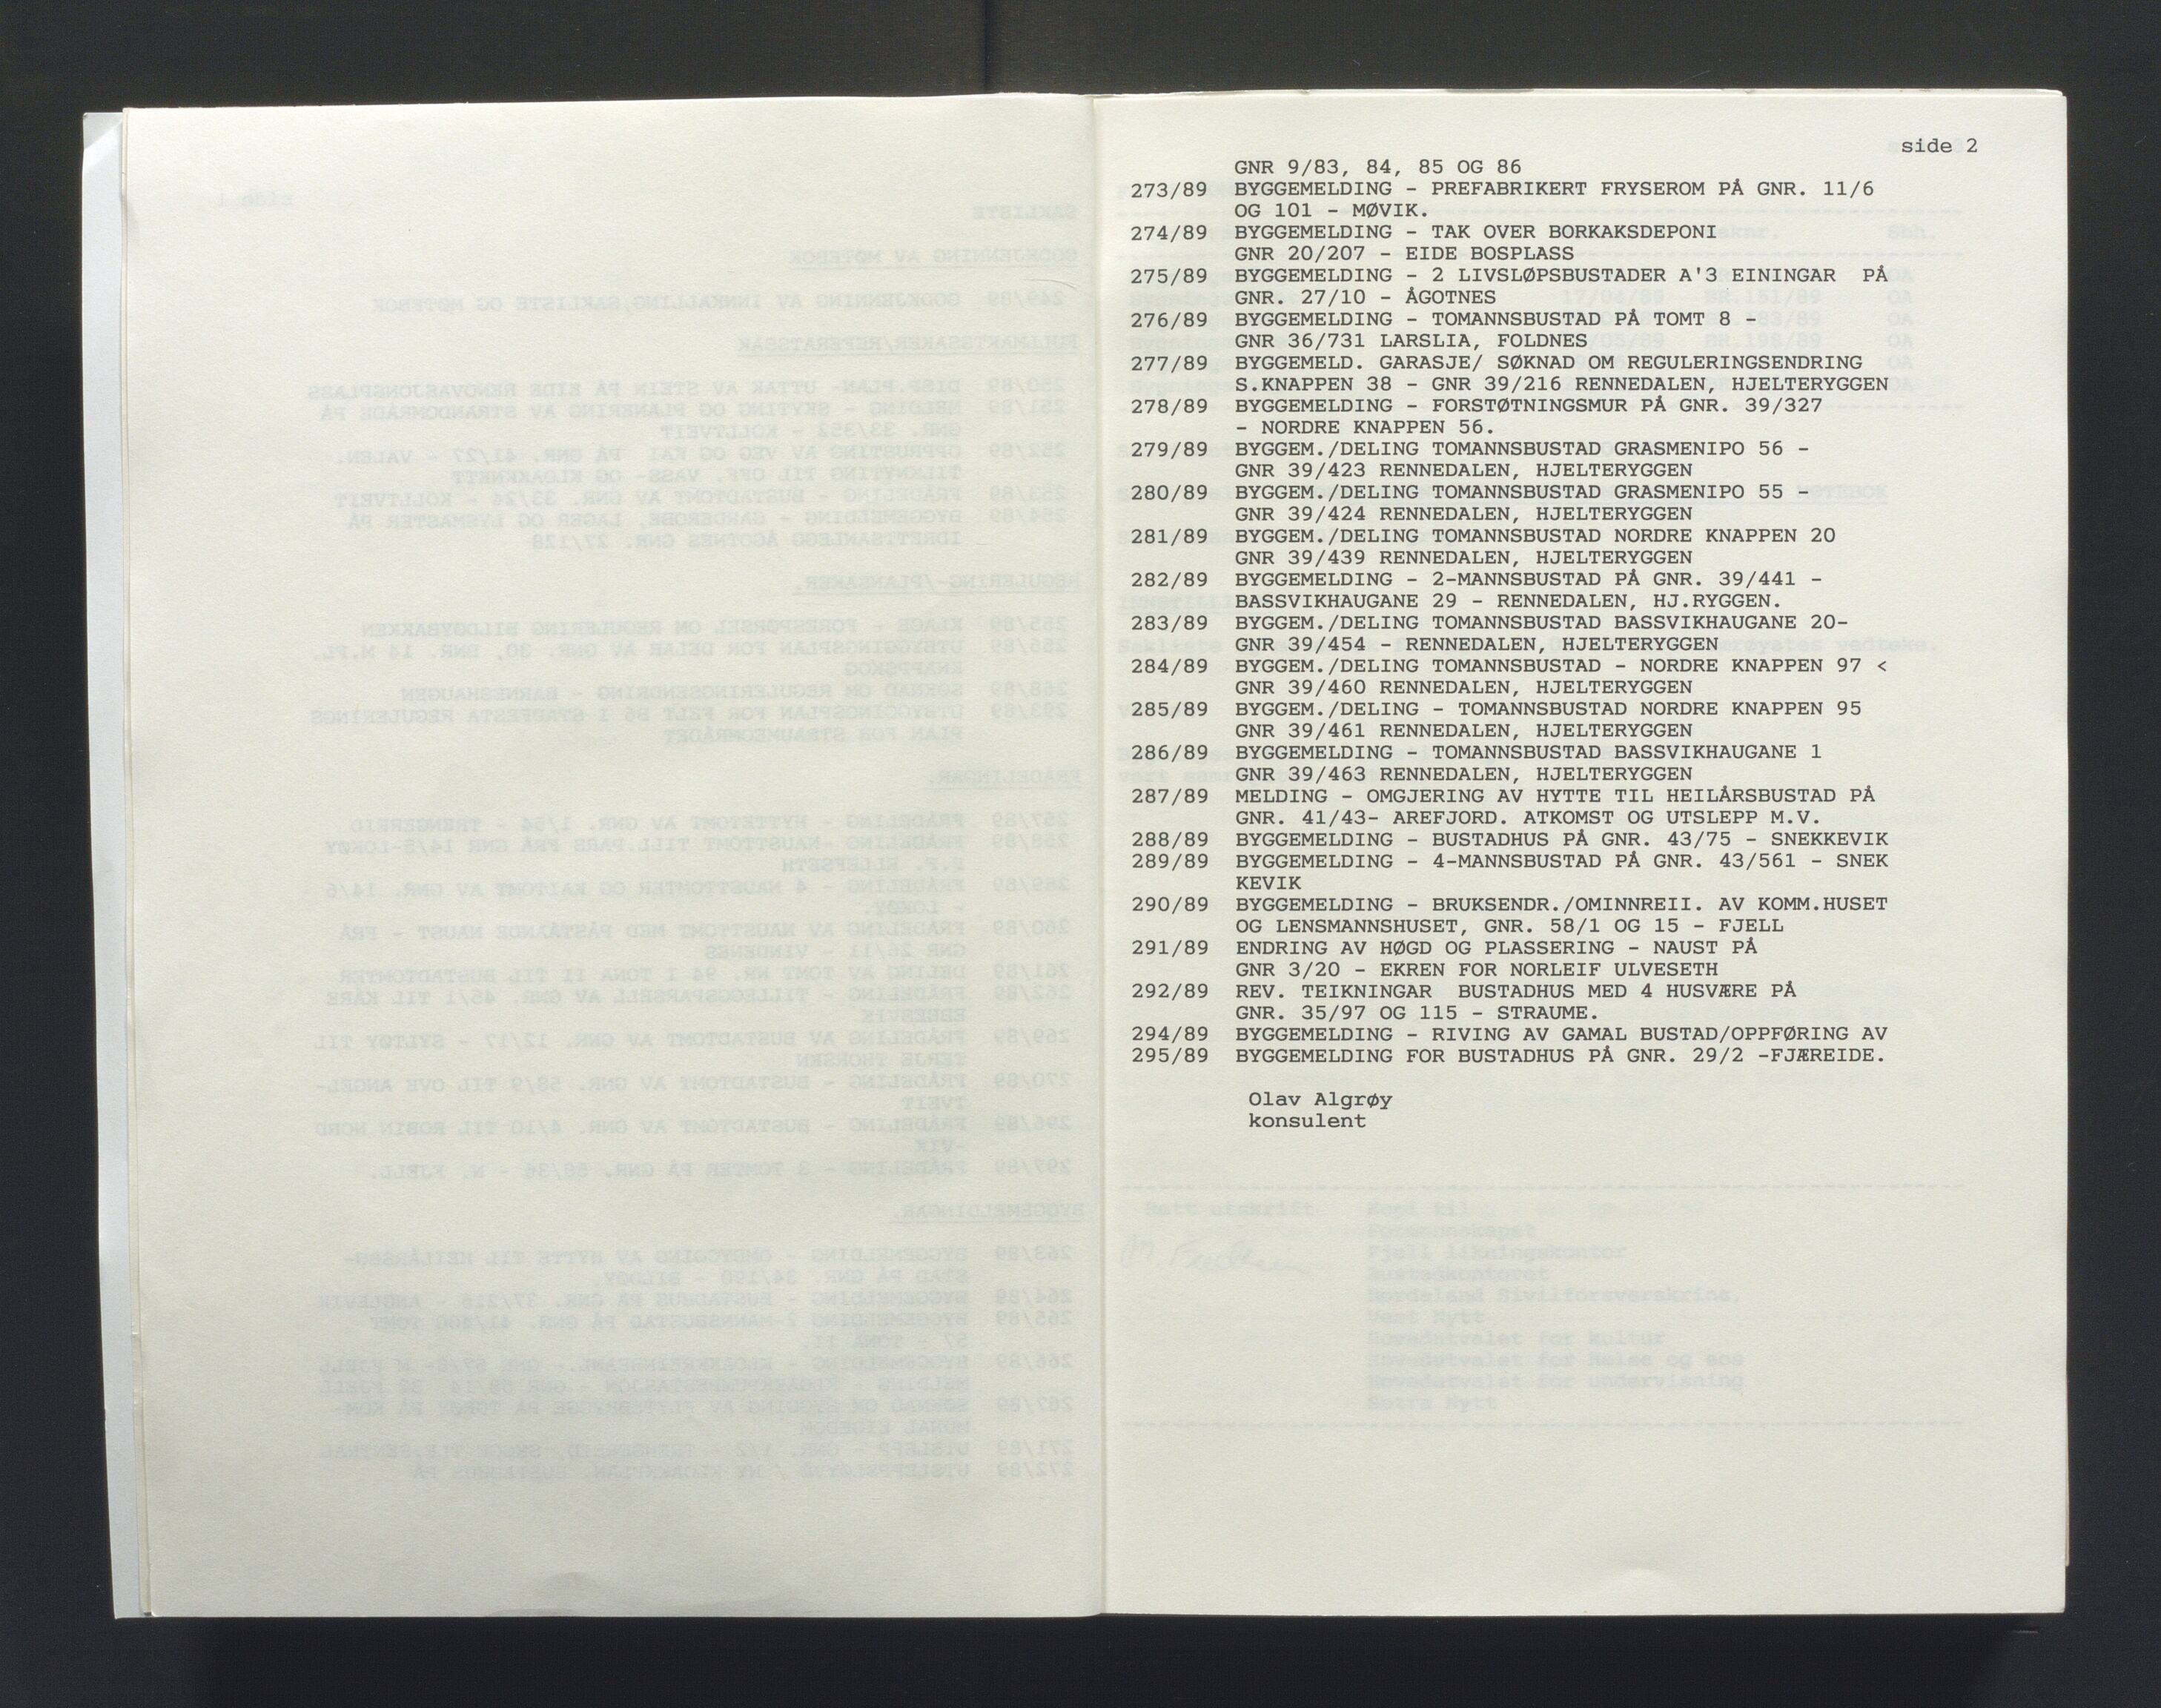 side 2
GNR 9/83, 84, 85 OG 86
273/89 BYGGEMELDING - PREFABRIKERT FRYSEROM PÅ GNR. 11/6
OG 101 - MØVIK.
274/89 BYGGEMELDING - TAK OVER BORKAKSDEPONI
GNR 20/207 - EIDE BOSPLASS
275/89 BYGGEMELDING - 2 LIVSLØPSBUSTADER A'3 EININGAR PÅ
GNR. 27/10 - ÅGOTNES
276/89 BYGGEMELDING - TOMANNSBUSTAD PÅ TOMT 8 -
GNR 36/731 LARSLIA, FOLDNES
277/89 BYGGEMELD. GARASJE/ SØKNAD OM REGULERINGSENDRING
S.KNAPPEN 38 - GNR 39/216 RENNEDALEN, HJELTERYGGEN
278/89 BYGGEMELDING - FORSTØTNINGSMUR PÅ GNR. 39/327
- NORDRE KNAPPEN 56.
279/89 BYGGEM./DELING TOMANNSBUSTAD GRASMENIPO 56 -
GNR 39/423 RENNEDALEN, HJELTERYGGEN
280/89 BYGGEM./DELING TOMANNSBUSTAD GRASMENIPO 55 -
GNR 39/424 RENNEDALEN, HJELTERYGGEN
281/89 BYGGEM./DELING TOMANNSBUSTAD NORDRE KNAPPEN 20
GNR 39/439 RENNEDALEN, HJELTERYGGEN
282/89 BYGGEMELDING - 2-MANNSBUSTAD PÅ GNR. 39/441 -
BASSVIKHAUGANE 29 - RENNEDALEN, HJ.RYGGEN.
283/89 BYGGEM./DELING TOMANNSBUSTAD BASSVIKHAUGANE 20-
GNR 39/454 - RENNEDALEN, HJELTERYGGEN
284/89 BYGGEM./DELING TOMANNSBUSTAD - NORDRE KNAPPEN 97 <
GNR 39/460 RENNEDALEN, HJELTERYGGEN
285/89 BYGGEM./DELING - TOMANNSBUSTAD NORDRE KNAPPEN 95
GNR 39/461 RENNEDALEN, HJELTERYGGEN
286/89 BYGGEMELDING - TOMANNSBUSTAD BASSVIKHAUGANE 1
GNR 39/463 RENNEDALEN, HJELTERYGGEN
287/89 MELDING - OMGJERING AV HYTTE TIL HEILÅRSBUSTAD PÅ
GNR. 41/43- AREFJORD. ATKOMST OG UTSLEPP M.V.
288/89 BYGGEMELDING - BUSTADHUS PÅ GNR. 43/75 - SNEKKEVIK
289/89 BYGGEMELDING - 4-MANNSBUSTAD PÅ GNR. 43/561 - SNEK
KEVIK
290/89 BYGGEMELDING - BRUKSENDR./OMINNREII. AV KOMM.HUSET
OG LENSMANNSHUSET, GNR. 58/1 OG 15 - FJELL
291/89 ENDRING AV HØGD OG PLASSERING - NAUST PÅ
GNR 3/20 - EKREN FOR NORLEIF ULVESETH
292/89 REV. TEIKNINGAR BUSTADHUS MED 4 HUSVÆRE PÅ
GNR. 35/97 OG 115 - STRAUME.
294/89 BYGGEMELDING - RIVING AV GAMAL BUSTAD/OPPFØRING AV
295/89 BYGGEMELDING FOR BUSTADHUS PÅ GNR. 29/2 -FJÆREIDE.
Olav Algrøy
konsulent